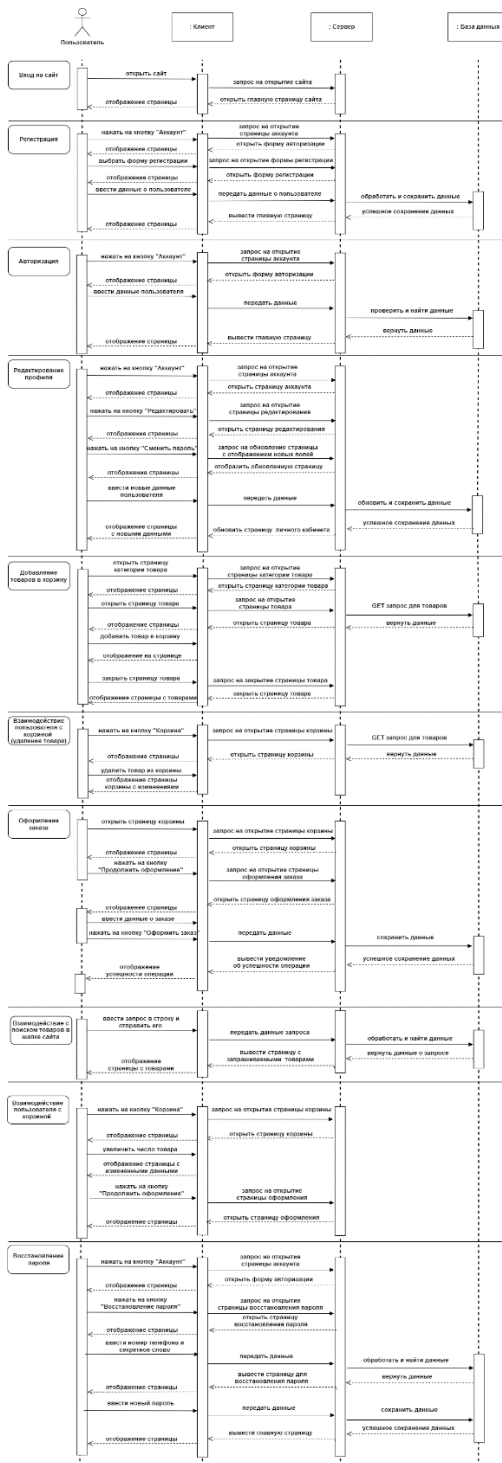 Пользователь
: Клиент
: Сервер
: База данных
Вход на сайт
открыть сайт
запрос на открытие сайта
открыть главную страницу сайта
отображение страницы
Регистрация
нажать на кнопку "Аккаунт"
запрос на открытие
страницы аккаунта
открыть форму авторизации
отображение страницы
выбрать форму регистрации
запрос на открытие формы регистрации
открыть форму регистрации
отображение страницы
ввести данные о пользователе
передать данные о пользователе
обработать и сохранить данные
успешное сохранение данных
вывести главную страницу
отображение страницы
Авторизация
нажать на кнопку "Аккаунт"
запрос на открытие
страницы аккаунта
открыть форму авторизации
отображение страницы
ввести данные пользователя
передать данные
проверить и найти данные
вернуть данные
вывести главную страницу
отображение страницы
Редактирование
профиля
нажать на кнопку "Аккаунт"
запрос на открытие
страницы аккаунта
открыть страницу аккаунта
отображение страницы
нажать на кнопку "Редактировать"
запрос на открытие
страницы редактирования
открыть страницу редактирования
отображение страницы
нажать на кнопку "Сменить пароль"
запрос на обновление страницы
с отображением новых полей
отобразить обновленную страницу
отображение страницы
ввести новые данные
пользователя
передать данные
обновить и сохранить данные
успешное сохранение данных
обновить страницу личного кабинета
отображение страницы
с новыми данными
Добавление
товаров в корзину
открыть страницу
категории товара
запрос на открытие
страницы категории товара
открыть страницу категории товара
отображение страницы
открыть страницу товара
запрос на открытие
страницы товара
GET запрос для товаров
вернуть данные
открыть страницу товара
отображение страницы
добавить товар в корзину
отображение на странице
закрыть страницу товара
запрос на закрытие страницы товара
закрыть страницу товара
отображение страницы с товарами
Взаимодействие
пользователя с
корзиной
(удаление товара)
нажать на кнопку "Корзина"
запрос на открытие страницы корзины
GET запрос для товаров
вернуть данные
открыть страницу корзины
отображение страницы
удалить товар из корзины
отображение страницы
корзины с изменениями
Оформление
заказа
открыть страницу корзины
запрос на открытие страницы корзины
открыть страницу корзины
отображение страницы
нажать на кнопку
"Продолжить оформление"
запрос на открытие страницы
оформления заказа
открыть страницу оформления заказа
отображение страницы
ввести данные о заказе
нажать на кнопку "Оформить заказ"
передать данные
сохранить данные
успешное сохранение данных
вывести уведомление
об успешности операции
отображение
успешности операции
Взаимодействие с
поиском товаров в
шапке сайта
ввести запрос в строку и
отправить его
передать данные запроса
обработать и найти данные
вернуть данные о запросе
вывести страницу с
запрашиваемыми товарами
отображение
страницы с товарами
Взаимодействие
пользователя с
корзиной
нажать на кнопку "Корзина"
запрос на открытие страницы корзины
открыть страницу корзины
отображение страницы
увеличить число товара
отображение страницы с
измененными данными
нажать на кнопку
"Продолжить оформление"
запрос на открытие
страницы оформления
открыть страницу оформления
отображение страницы
Восстановление
пароля
нажать на кнопку "Аккаунт"
запрос на открытие
страницы аккаунта
открыть форму авторизации
отображение страницы
нажать на кнопку
"Восстановление пароля"
запрос на открытие
страницы восстановления пароля
открыть страницу
восстановления пароля
отображение страницы
ввести номер телефона и
секретное слово
передать данные
обработать и найти данные
вернуть данные
вывести страницу для
восстановления пароля
отображение страницы
ввести новый пароль
передать данные
сохранить данные
успешное сохранение данных
вывести главную страницу
отображение страницы